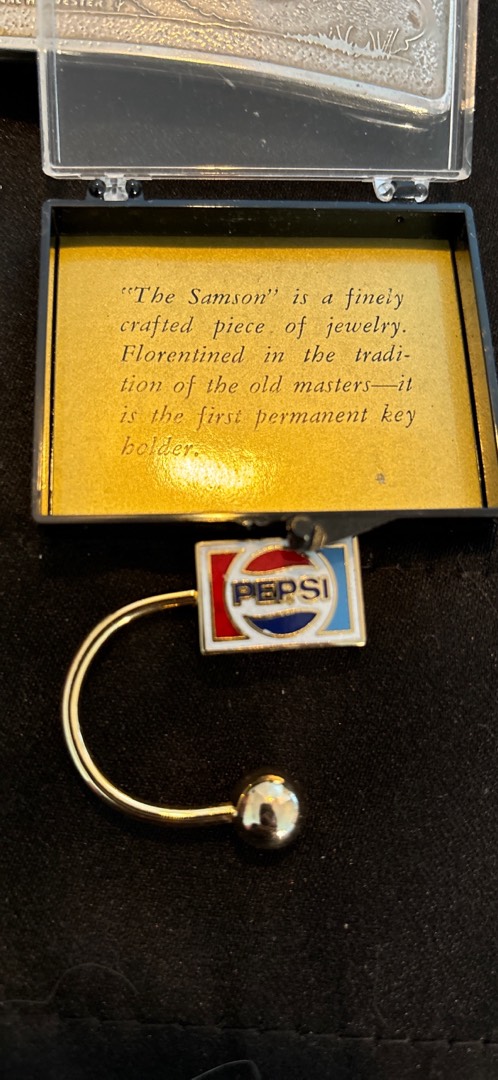 "The Samson" is a finely
crafted piece of jewelry.
Florentined in the tradi-
tion of the old masters—it
is the first permanent key
holder.
PEPSI